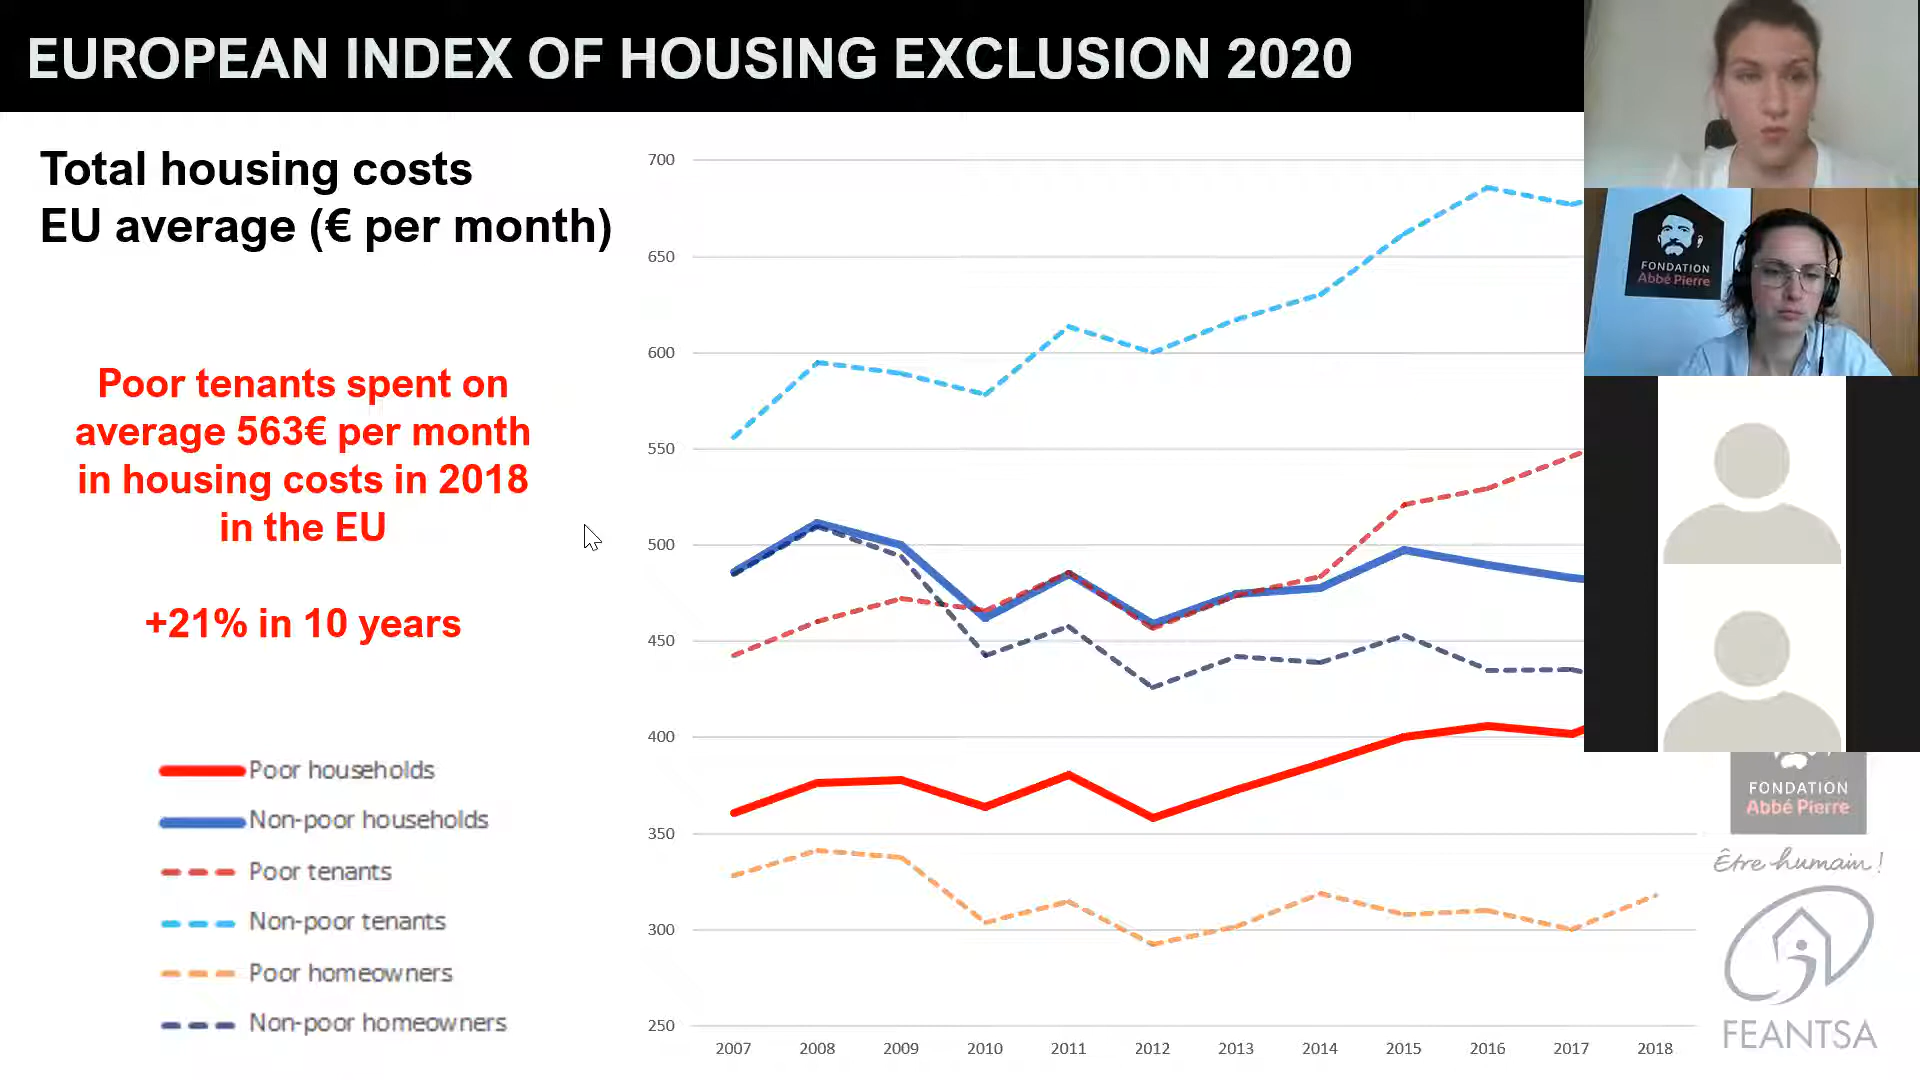 EUROPEAN INDEX OF HOUSING EXCLUSION 2020
Total housing costs
EU average (€ per month)
Poor tenants spent on
average 563€ per month
in housing costs in 2018
in the EU
+21% in 10 years
Poor households
Non-poor households
Poor tenants
Non-poor tenants
Poor homeowners
Non-poor homeowners
700
650
600
550
500
450
400
350
300
250
2007 2008 2009 2010 2011 2012 2013 2014 2015 2016 2017 2018
FONDATION
Abbé Pierre
FONDATION
Abbé Pierre
Être humain !
FEANTSA